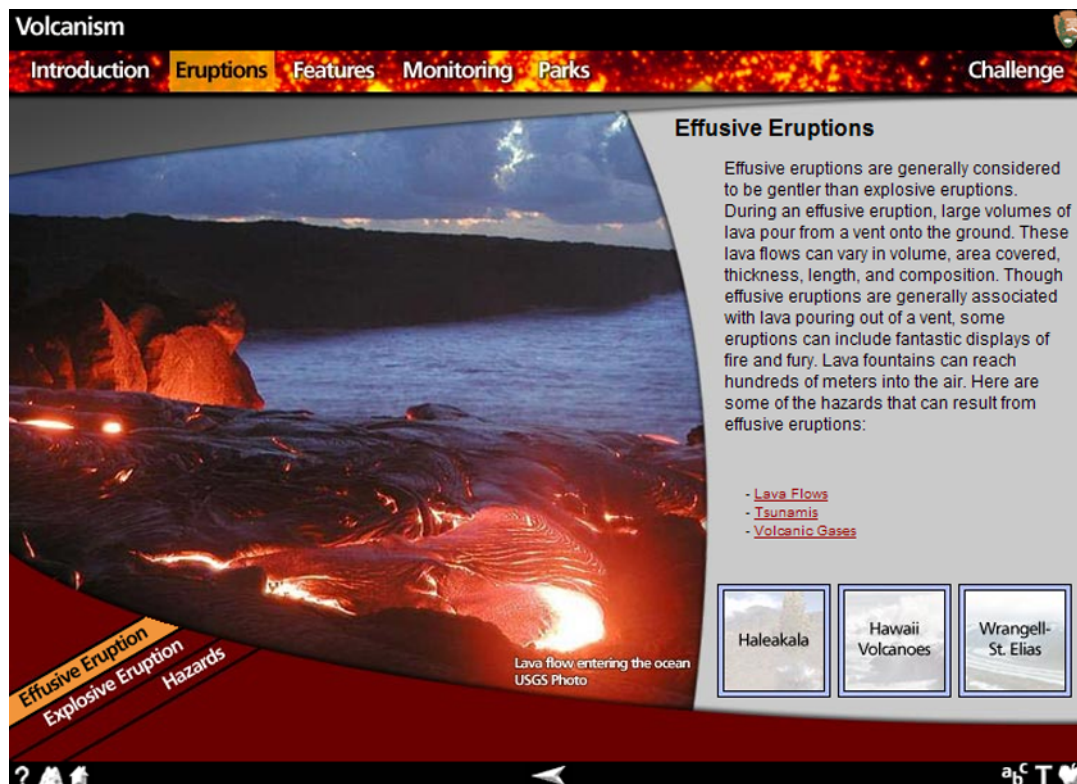 Volcanism
Introduction Eruptions Features Monitoring Parks Challenge
Effusive Eruptions
Effusive eruptions are generally considered
to be gentler than explosive eruptions.
During an effusive eruption, large volumes of
lava pour from a vent onto the ground. These
lava flows can vary in volume, area covered,
thickness, length, and composition. Though
effusive eruptions are generally associated
with lava pouring out of a vent, some
eruptions can include fantastic displays of
fire and fury. Lava fountains can reach
hundreds of meters into the air. Here are
some of the hazards that can result from
effusive eruptions:
- Lava Flows
- Tsunamis
- Volcanic Gases
Haleakala
Hawaii
Volcanoes
Wrangell-
St. Elias
Lava flow entering the ocean
USGS Photo
Effusive Eruption
Explosive Eruption
Hazards
? abc T